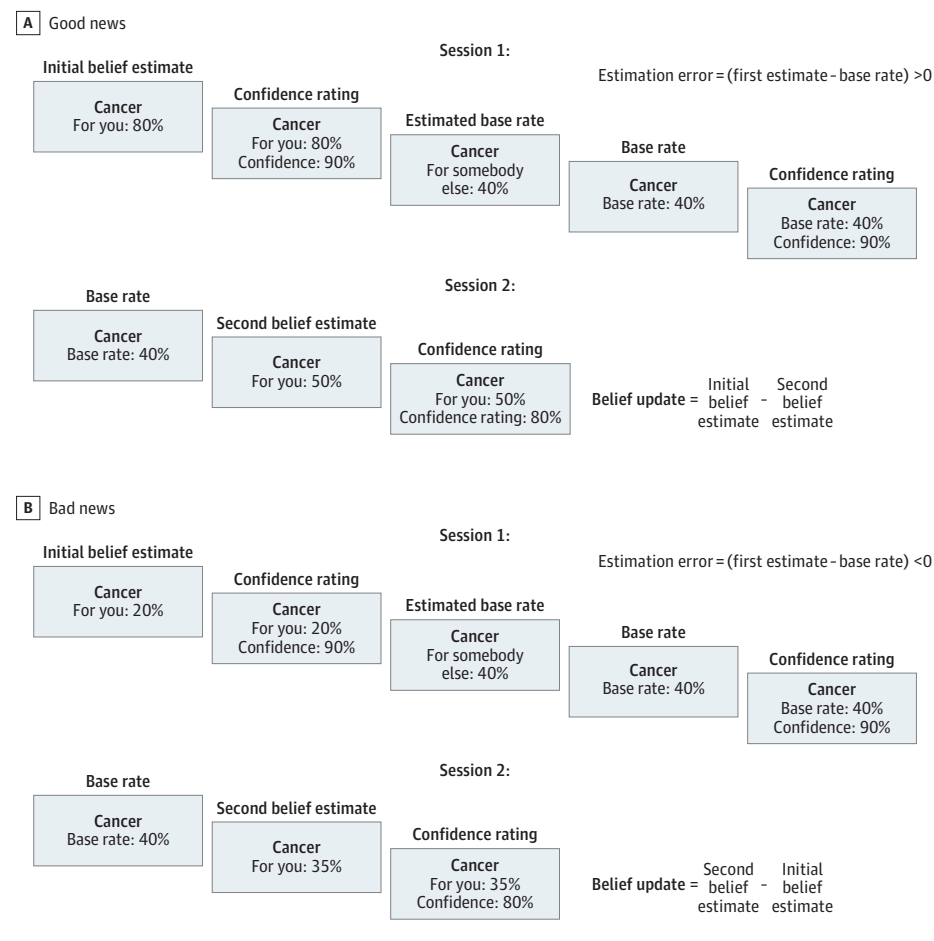 A Good news
Session 1:
Estimation error = (first estimate - base rate) >0
Initial belief estimate
Cancer
For you: 80%
Confidence rating
Cancer
For you: 80%
Confidence: 90%
Estimated base rate
Cancer
For somebody
else: 40%
Base rate
Cancer
Base rate: 40%
Confidence rating
Cancer
Base rate: 40%
Confidence: 90%
Session 2:
Base rate
Cancer
Base rate: 40%
Second belief estimate
Cancer
For you: 50%
Confidence rating
Cancer
For you: 50%
Confidence rating: 80%
Belief update = Initial belief estimate - Second belief estimate
B Bad news
Session 1:
Estimation error = (first estimate - base rate) <0
Initial belief estimate
Cancer
For you: 20%
Confidence rating
Cancer
For you: 20%
Confidence: 90%
Estimated base rate
Cancer
For somebody
else: 40%
Base rate
Cancer
Base rate: 40%
Confidence rating
Cancer
Base rate: 40%
Confidence: 90%
Session 2:
Base rate
Cancer
Base rate: 40%
Second belief estimate
Cancer
For you: 35%
Confidence rating
Cancer
For you: 35%
Confidence: 80%
Belief update = Second belief estimate - Initial belief estimate